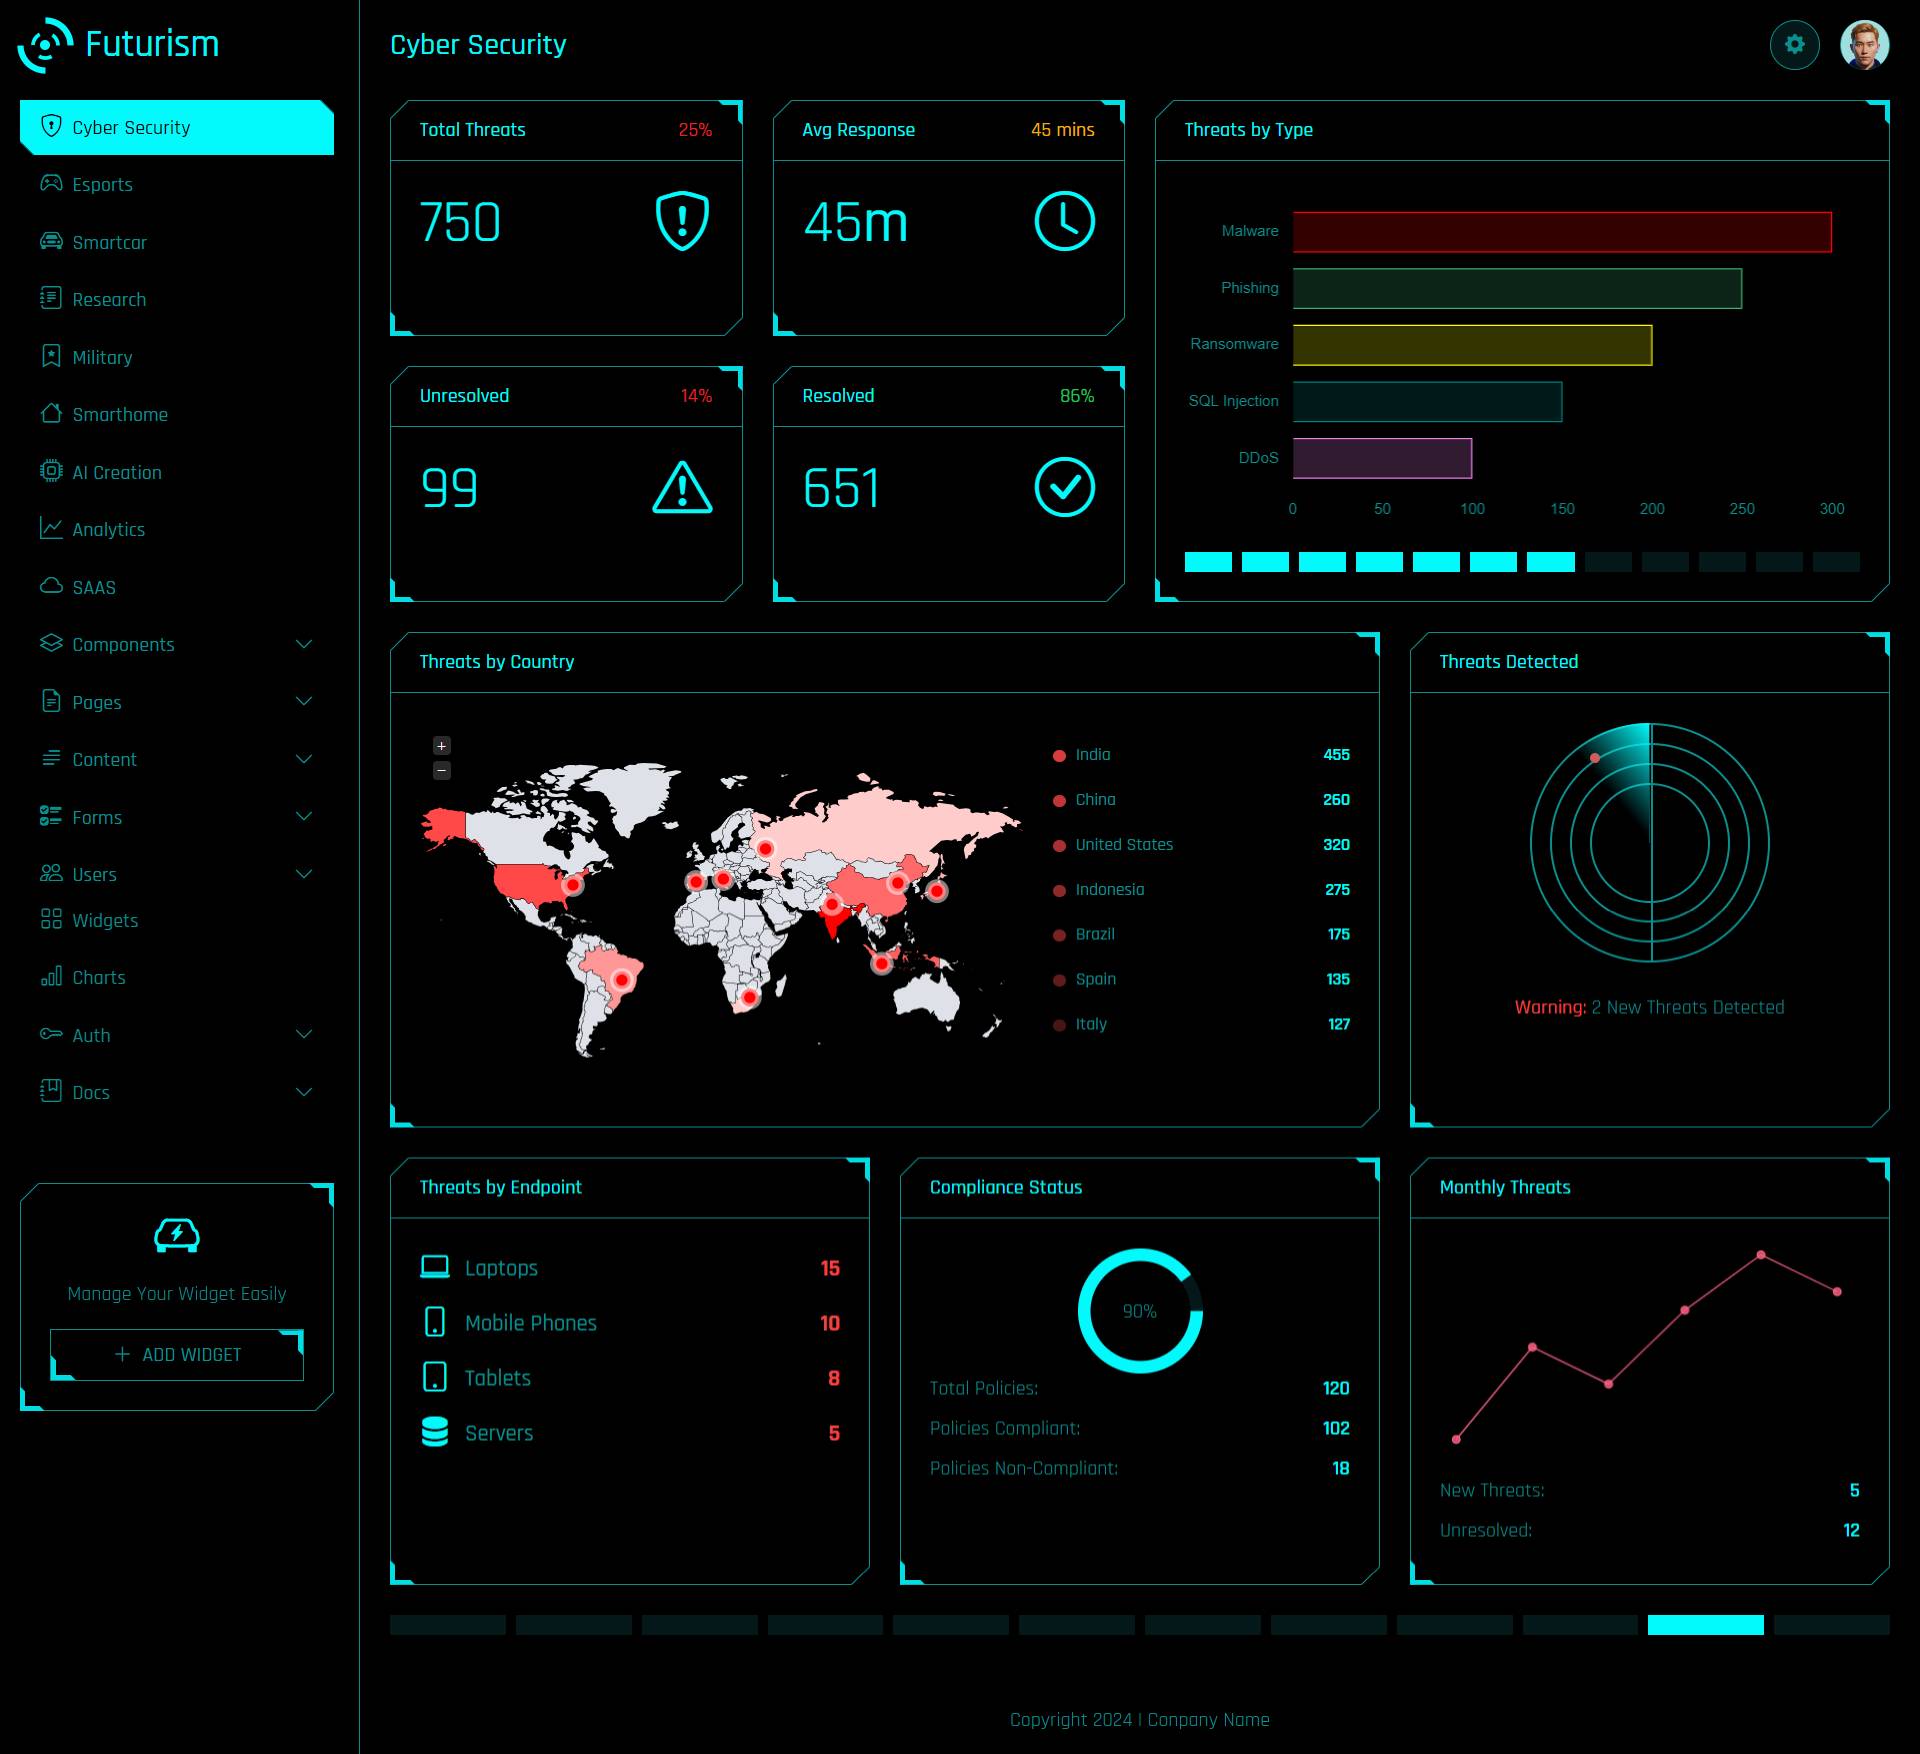 Futurism
Cyber Security
Esports
Smartcar
Research
Military
Smarthome
AI Creation
Analytics
SAAS
Components
Pages
Content
Forms
Users
Widgets
Charts
Auth
Docs
Manage Your Widget Easily
+ ADD WIDGET
Cyber Security
Total Threats 25%
750
Avg Response 45 mins
45m
Unresolved 14%
99
Resolved 86%
651
Threats by Type
Malware
Phishing
Ransomware
SQL Injection
DDoS
0 50 100 150 200 250 300
Threats by Country
+
−
India 455
China 260
United States 320
Indonesia 275
Brazil 175
Spain 135
Italy 127
Threats Detected
Warning: 2 New Threats Detected
Threats by Endpoint
Laptops 15
Mobile Phones 10
Tablets 8
Servers 5
Compliance Status
90%
Total Policies: 120
Policies Compliant: 102
Policies Non-Compliant: 18
Monthly Threats
New Threats: 5
Unresolved: 12
Copyright 2024 | Conpany Name